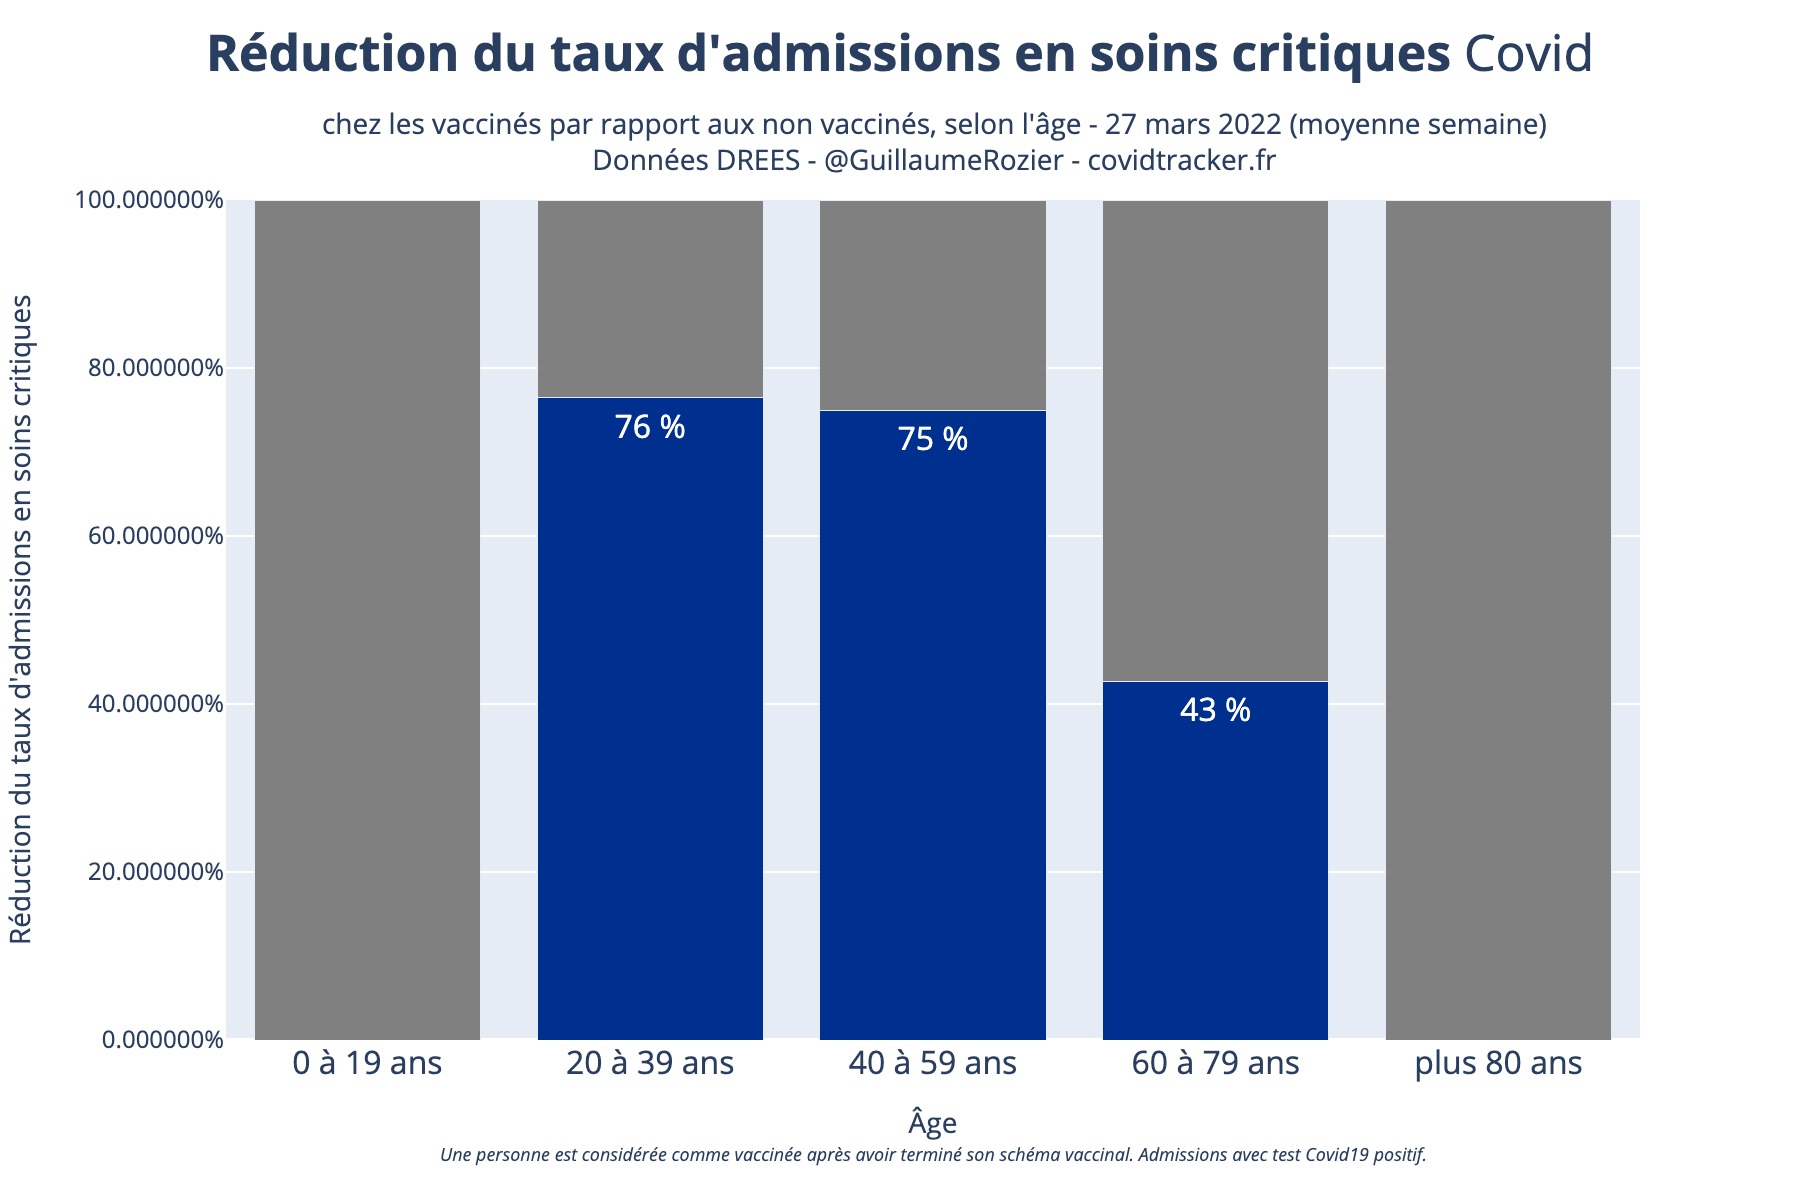 Réduction du taux d'admissions en soins critiques Covid
chez les vaccinés par rapport aux non vaccinés, selon l'âge - 27 mars 2022 (moyenne semaine)
Données DREES - @GuillaumeRozier - covidtracker.fr
Réduction du taux d'admissions en soins critiques
100.000000%
80.000000%
60.000000%
40.000000%
20.000000%
0.000000%
76 %
75 %
43 %
0 à 19 ans
20 à 39 ans
40 à 59 ans
60 à 79 ans
plus 80 ans
Âge
Une personne est considérée comme vaccinée après avoir terminé son schéma vaccinal. Admissions avec test Covid19 positif.